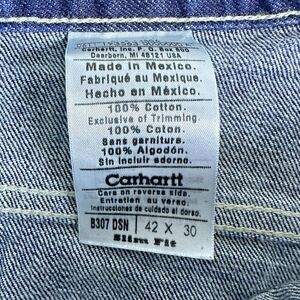 Carhartt, Inc. P.O. Box 600
Dearborn, MI 48121 USA
Made in Mexico.
Fabriqué au Mexique.
Hecho en México.
100% Cotton.
Exclusive of Trimming.
100% Coton.
Sans garniture.
100% Algodón.
Sin incluir adorno.
Carhartt
Care on reverse side.
Entretien au verso.
Instrucciones de cuidado al dorso.
B307 DSN 42 X 30
Slim Fit